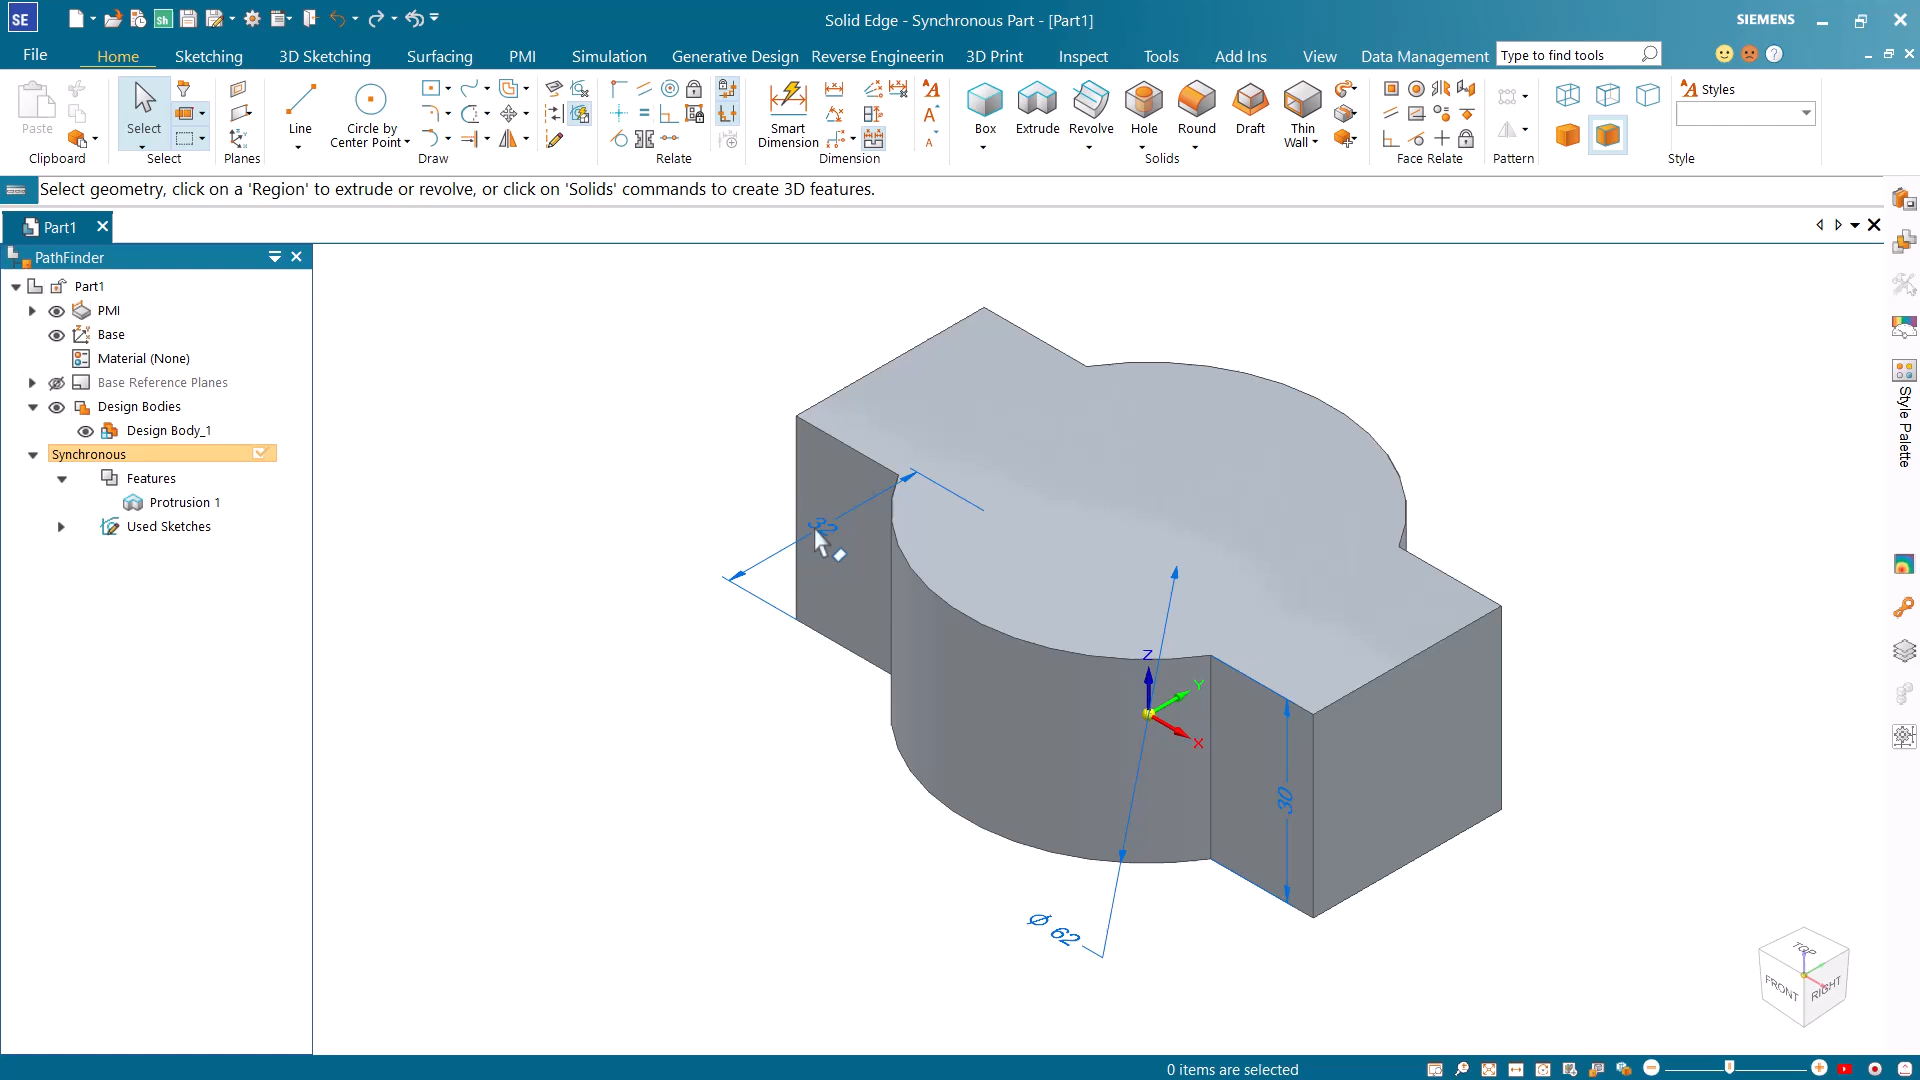 SE
Sh
Solid Edge - Synchronous Part - [Part1]
SIEMENS
File
Home
Sketching
3D Sketching
Surfacing
PMI
Simulation
Generative Design
Reverse Engineerin
3D Print
Inspect
Tools
Add Ins
View
Data Management
Type to find tools
Paste
Clipboard
Select
Select
Planes
Line
Circle by
Center Point
Draw
Relate
Smart
Dimension
Dimension
Box
Extrude
Revolve
Hole
Round
Draft
Thin
Wall
Solids
Face Relate
Pattern
Styles
Style
Select geometry, click on a 'Region' to extrude or revolve, or click on 'Solids' commands to create 3D features.
Part1
PathFinder
Part1
PMI
Base
Material (None)
Base Reference Planes
Design Bodies
Design Body_1
Synchronous
Features
Protrusion 1
Used Sketches
32
Z
Y
X
30
Ø 62
TOP
FRONT
RIGHT
Style Palette
0 items are selected